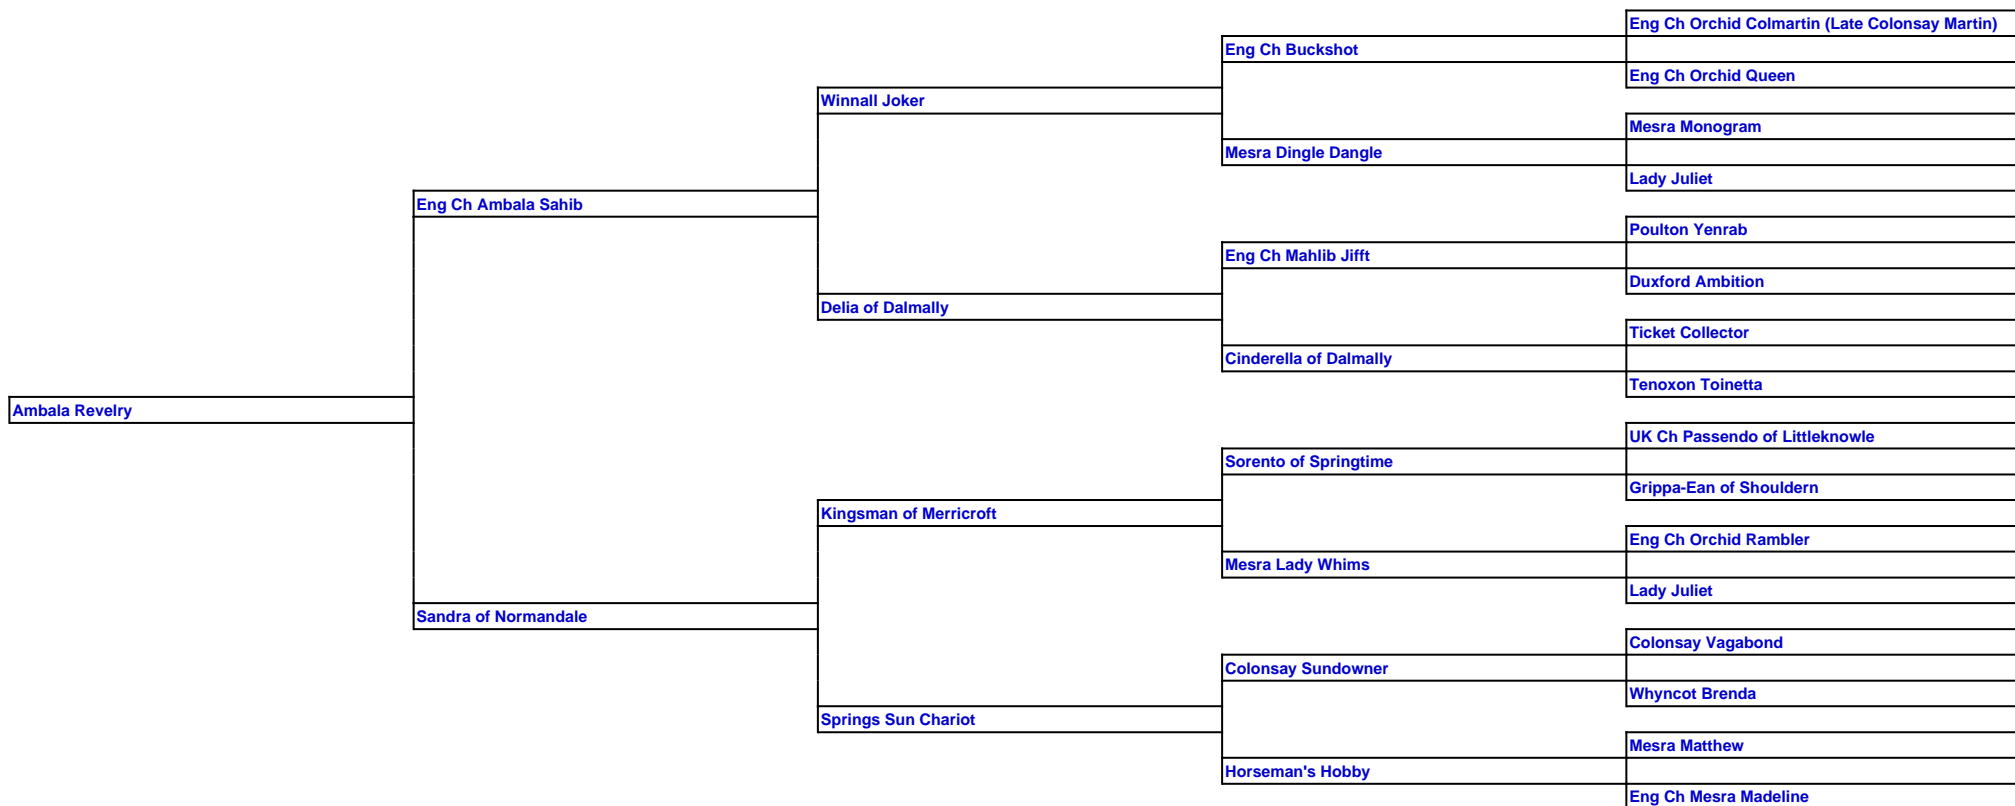 Eng Ch Orchid Colmartin (Late Colonsay Martin)
Eng Ch Buckshot
Eng Ch Orchid Queen
Winnall Joker
Mesra Monogram
Mesra Dingle Dangle
Lady Juliet
Eng Ch Ambala Sahib
Poulton Yenrab
Eng Ch Mahlib Jifft
Duxford Ambition
Delia of Dalmally
Ticket Collector
Cinderella of Dalmally
Tenoxon Toinetta
Ambala Revelry
UK Ch Passendo of Littleknowle
Sorento of Springtime
Grippa-Ean of Shouldern
Kingsman of Merricroft
Eng Ch Orchid Rambler
Mesra Lady Whims
Lady Juliet
Sandra of Normandale
Colonsay Vagabond
Colonsay Sundowner
Whyncot Brenda
Springs Sun Chariot
Mesra Matthew
Horseman's Hobby
Eng Ch Mesra Madeline